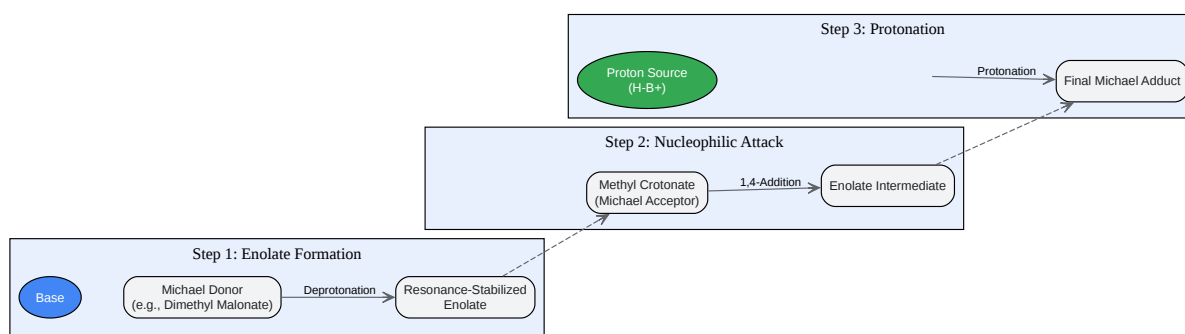 Step 3: Protonation
Proton Source
(H-B+)
Protonation
Final Michael Adduct
Step 2: Nucleophilic Attack
Methyl Crotonate
(Michael Acceptor)
1,4-Addition
Enolate Intermediate
Step 1: Enolate Formation
Base
Michael Donor
(e.g., Dimethyl Malonate)
Deprotonation
Resonance-Stabilized
Enolate